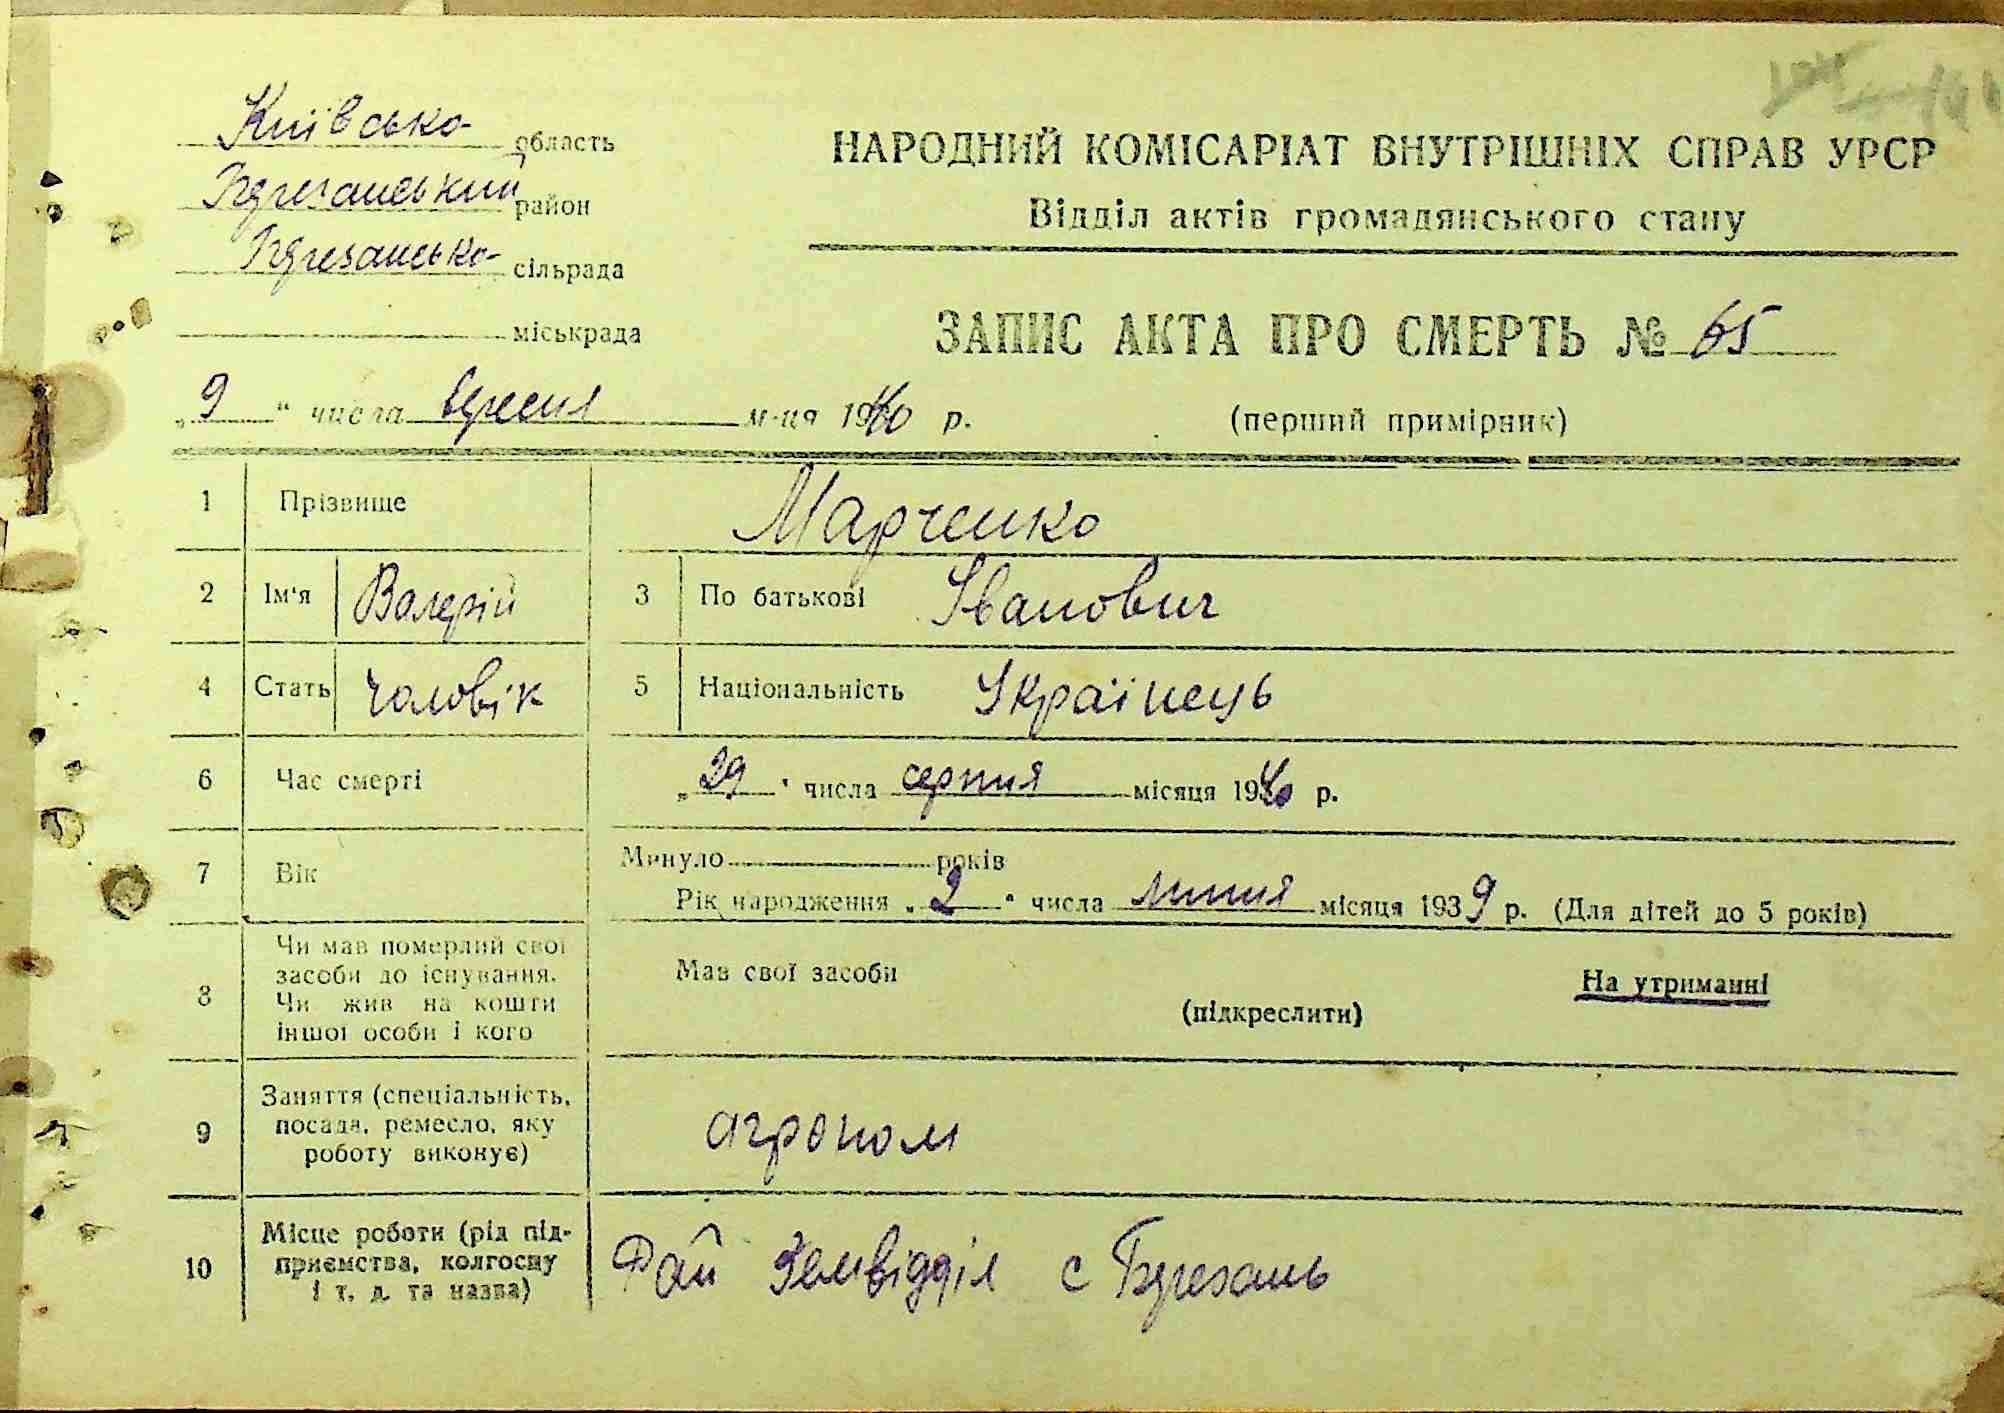 Київсько область
Березанський район
Березансько сільрада
міськрада
НАРОДНИЙ КОМІСАРІАТ ВНУТРІШНІХ СПРАВ УРСР
Відділ актів громадянського стану
ЗАПИС АКТА ПРО СМЕРТЬ № 65
„9“ числа вересня м-ця 1940 р.
(перший примірник)
1 Прізвище Марченко
2 Ім'я Валерій 3 По батькові Іванович
4 Стать чоловік 5 Національність Українець
6 Час смерті „29" числа серпня місяця 1940 р.
7 Вік Минуло років
Рік народження „2" числа липня місяця 1939 р. (Для дітей до 5 років)
8 Чи мав померлий свої
засоби до існування.
Чи жив на кошти
іншої особи і кого
Мав свої засоби
(підкреслити)
На утриманні
9 Заняття (спеціальність,
посада, ремесло, яку
роботу виконує)
агроном
10 Місце роботи (рід під-
приємства, колгоспу
і т. д. та назва)
Рай Земвідділ с Березань